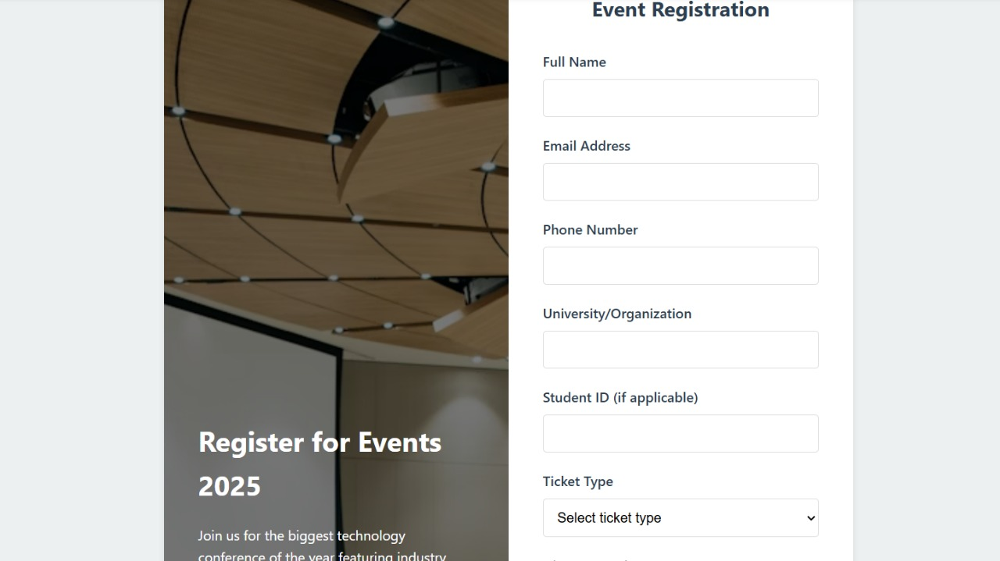 Event Registration
Full Name
Email Address
Phone Number
University/Organization
Student ID (if applicable)
Ticket Type
Select ticket type
Register for Events
2025
Join us for the biggest technology
conference of the year featuring industry